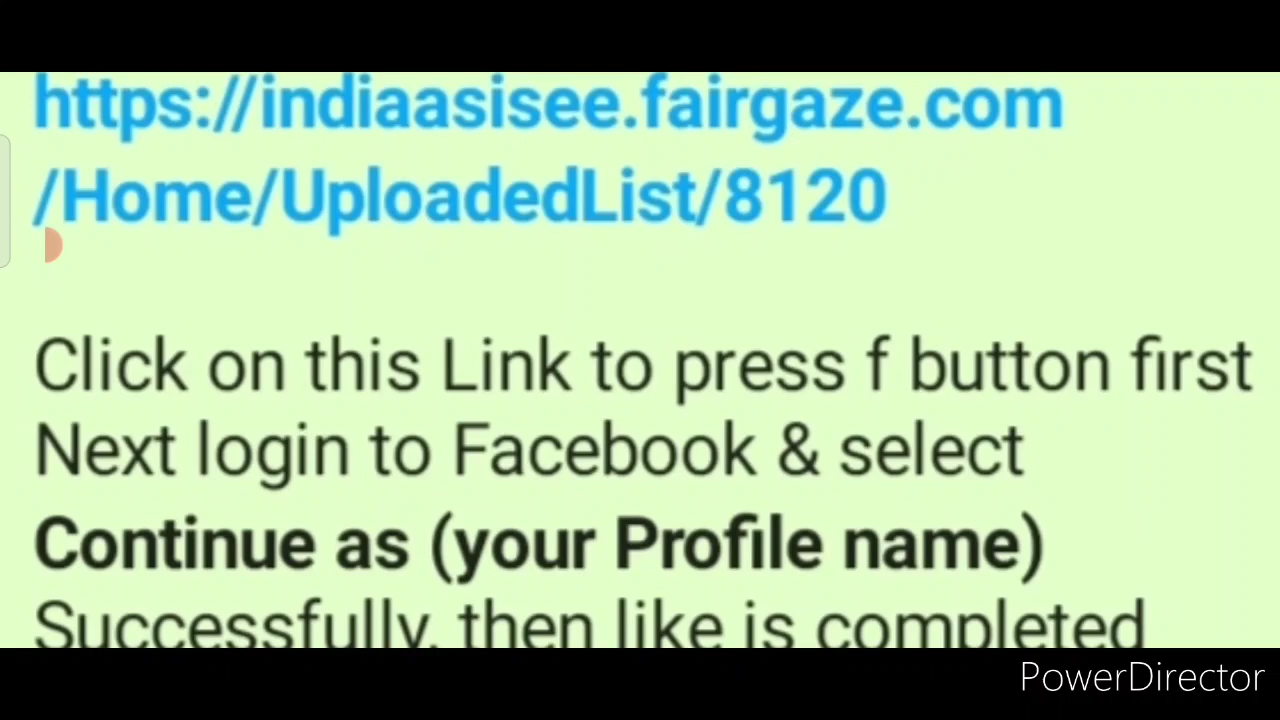 https://indiaasisee.fairgaze.com
/Home/UploadedList/8120
Click on this Link to press f button first
Next login to Facebook & select
Continue as (your Profile name)
Successfully, then like is completed
PowerDirector